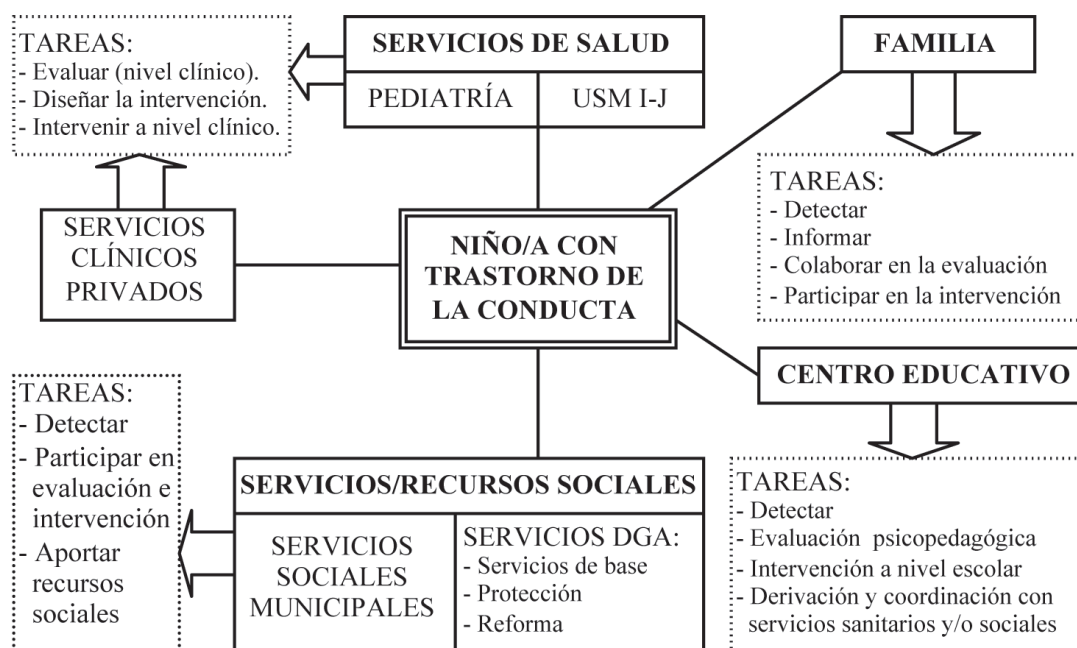 TAREAS:
- Evaluar (nivel clínico).
- Diseñar la intervención.
- Intervenir a nivel clínico.
SERVICIOS DE SALUD
PEDIATRÍA
USM I-J
FAMILIA
TAREAS:
- Detectar
- Informar
- Colaborar en la evaluación
- Participar en la intervención
SERVICIOS
CLÍNICOS
PRIVADOS
NIÑO/A CON
TRASTORNO DE
LA CONDUCTA
CENTRO EDUCATIVO
TAREAS:
- Detectar
- Evaluación psicopedagógica
- Intervención a nivel escolar
- Derivación y coordinación con
servicios sanitarios y/o sociales
TAREAS:
- Detectar
- Participar en
evaluación e
intervención
- Aportar
recursos
sociales
SERVICIOS/RECURSOS SOCIALES
SERVICIOS
SOCIALES
MUNICIPALES
SERVICIOS DGA:
- Servicios de base
- Protección
- Reforma